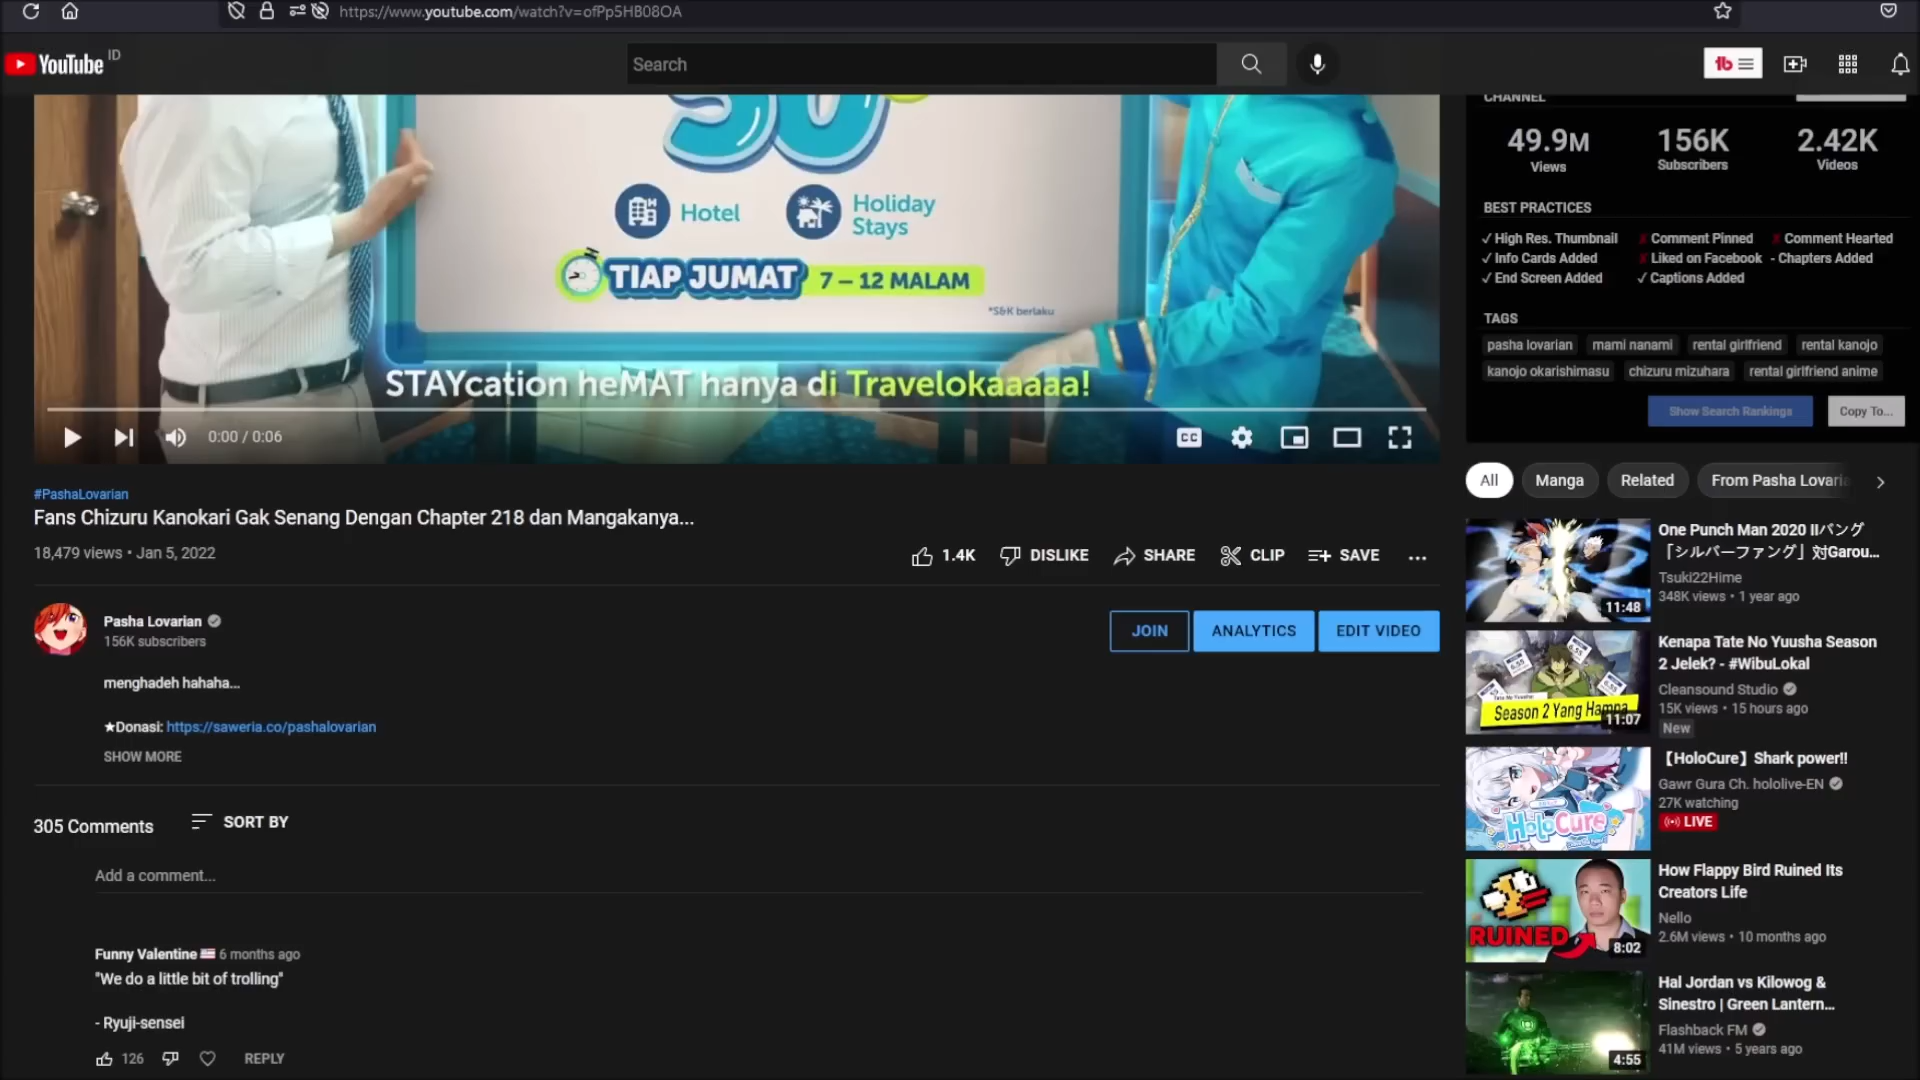 https://www.youtube.com/watch?v=ofPp5HB08OA
YouTube ID
Search
Hotel
Holiday
Stays
TIAP JUMAT 7 – 12 MALAM
*S&K berlaku
STAYcation heMAT hanya di Travelokaaaaa!
0:00 / 0:06
CC
#PashaLovarian
Fans Chizuru Kanokari Gak Senang Dengan Chapter 218 dan Mangakanya...
18,479 views • Jan 5, 2022
1.4K DISLIKE SHARE CLIP SAVE ...
Pasha Lovarian
156K subscribers
JOIN ANALYTICS EDIT VIDEO
menghadeh hahaha...
★Donasi: https://saweria.co/pashalovarian
SHOW MORE
305 Comments SORT BY
Add a comment...
Funny Valentine 6 months ago
"We do a little bit of trolling"
- Ryuji-sensei
126 REPLY
CHANNEL
49.9M 156K 2.42K
Views Subscribers Videos
BEST PRACTICES
✓ High Res. Thumbnail ✗ Comment Pinned ✗ Comment Hearted
✓ Info Cards Added ✗ Liked on Facebook - Chapters Added
✓ End Screen Added ✓ Captions Added
TAGS
pasha lovarian mami nanami rental girlfriend rental kanojo
kanojo okarishimasu chizuru mizuhara rental girlfriend anime
Show Search Rankings Copy To...
All Manga Related From Pasha Lovaria
One Punch Man 2020 IIバング
「シルバーファング」対Garou...
Tsuki22Hime
348K views • 1 year ago
11:48
Kenapa Tate No Yuusha Season
2 Jelek? - #WibuLokal
Cleansound Studio
15K views • 15 hours ago
New
Season 2 Yang Hampa
11:07
【HoloCure】Shark power!!
Gawr Gura Ch. hololive-EN
27K watching
LIVE
HoloCure
How Flappy Bird Ruined Its
Creators Life
Nello
2.6M views • 10 months ago
RUINED
8:02
Hal Jordan vs Kilowog &
Sinestro | Green Lantern...
Flashback FM
41M views • 5 years ago
4:55